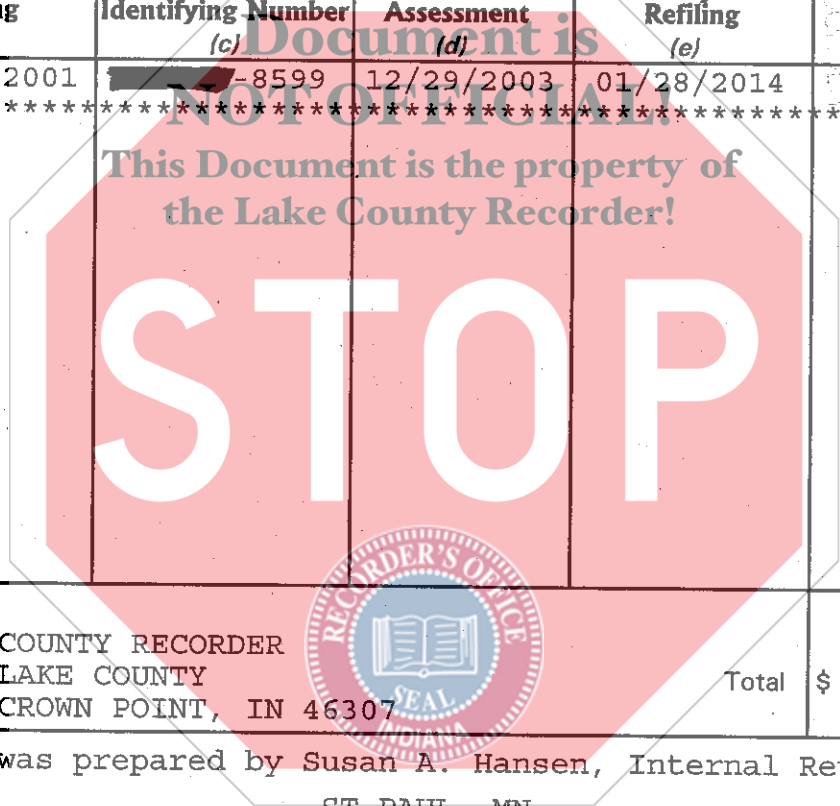 Identifying Number Assessment Refiling
(c) (d) (e)
Document is
2001 -8599 12/29/2003 01/28/2014
NOT OFFICIAL!
This Document is the property of
the Lake County Recorder!
STOP
RECORDER'S OFFICE
SEAL
INDIANA
COUNTY RECORDER
LAKE COUNTY
CROWN POINT, IN 46307
Total $
was prepared by Susan A. Hansen, Internal Re
ST PAUL, MN